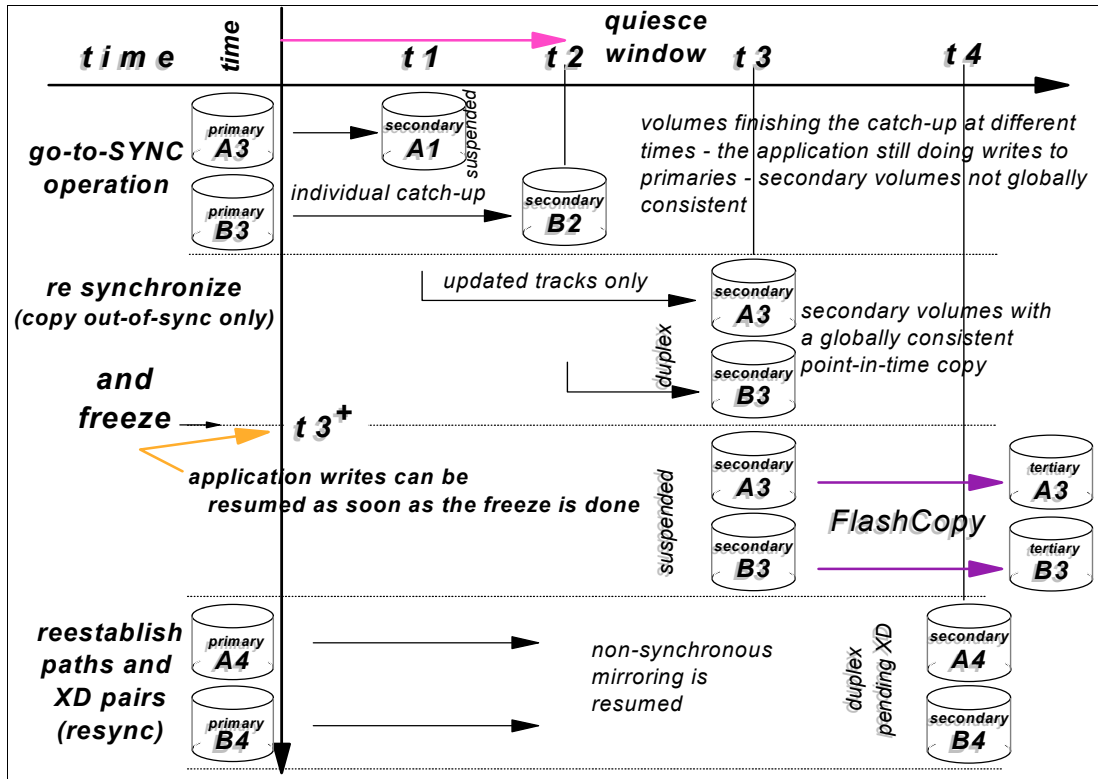 quiesce
window
time
time
t1
t2
t3
t4
go-to-SYNC
operation
primary
A3
secondary
A1
suspended
primary
B3
individual catch-up
secondary
B2
volumes finishing the catch-up at different
times - the application still doing writes to
primaries - secondary volumes not globally
consistent
re synchronize
(copy out-of-sync only)
updated tracks only
secondary
A3
duplex
secondary
B3
secondary volumes with
a globally consistent
point-in-time copy
and
freeze
t3+
application writes can be
resumed as soon as the freeze is done
suspended
secondary
A3
secondary
B3
FlashCopy
tertiary
A3
tertiary
B3
reestablish
paths and
XD pairs
(resync)
primary
A4
primary
B4
non-synchronous
mirroring is
resumed
duplex
pending XD
secondary
A4
secondary
B4